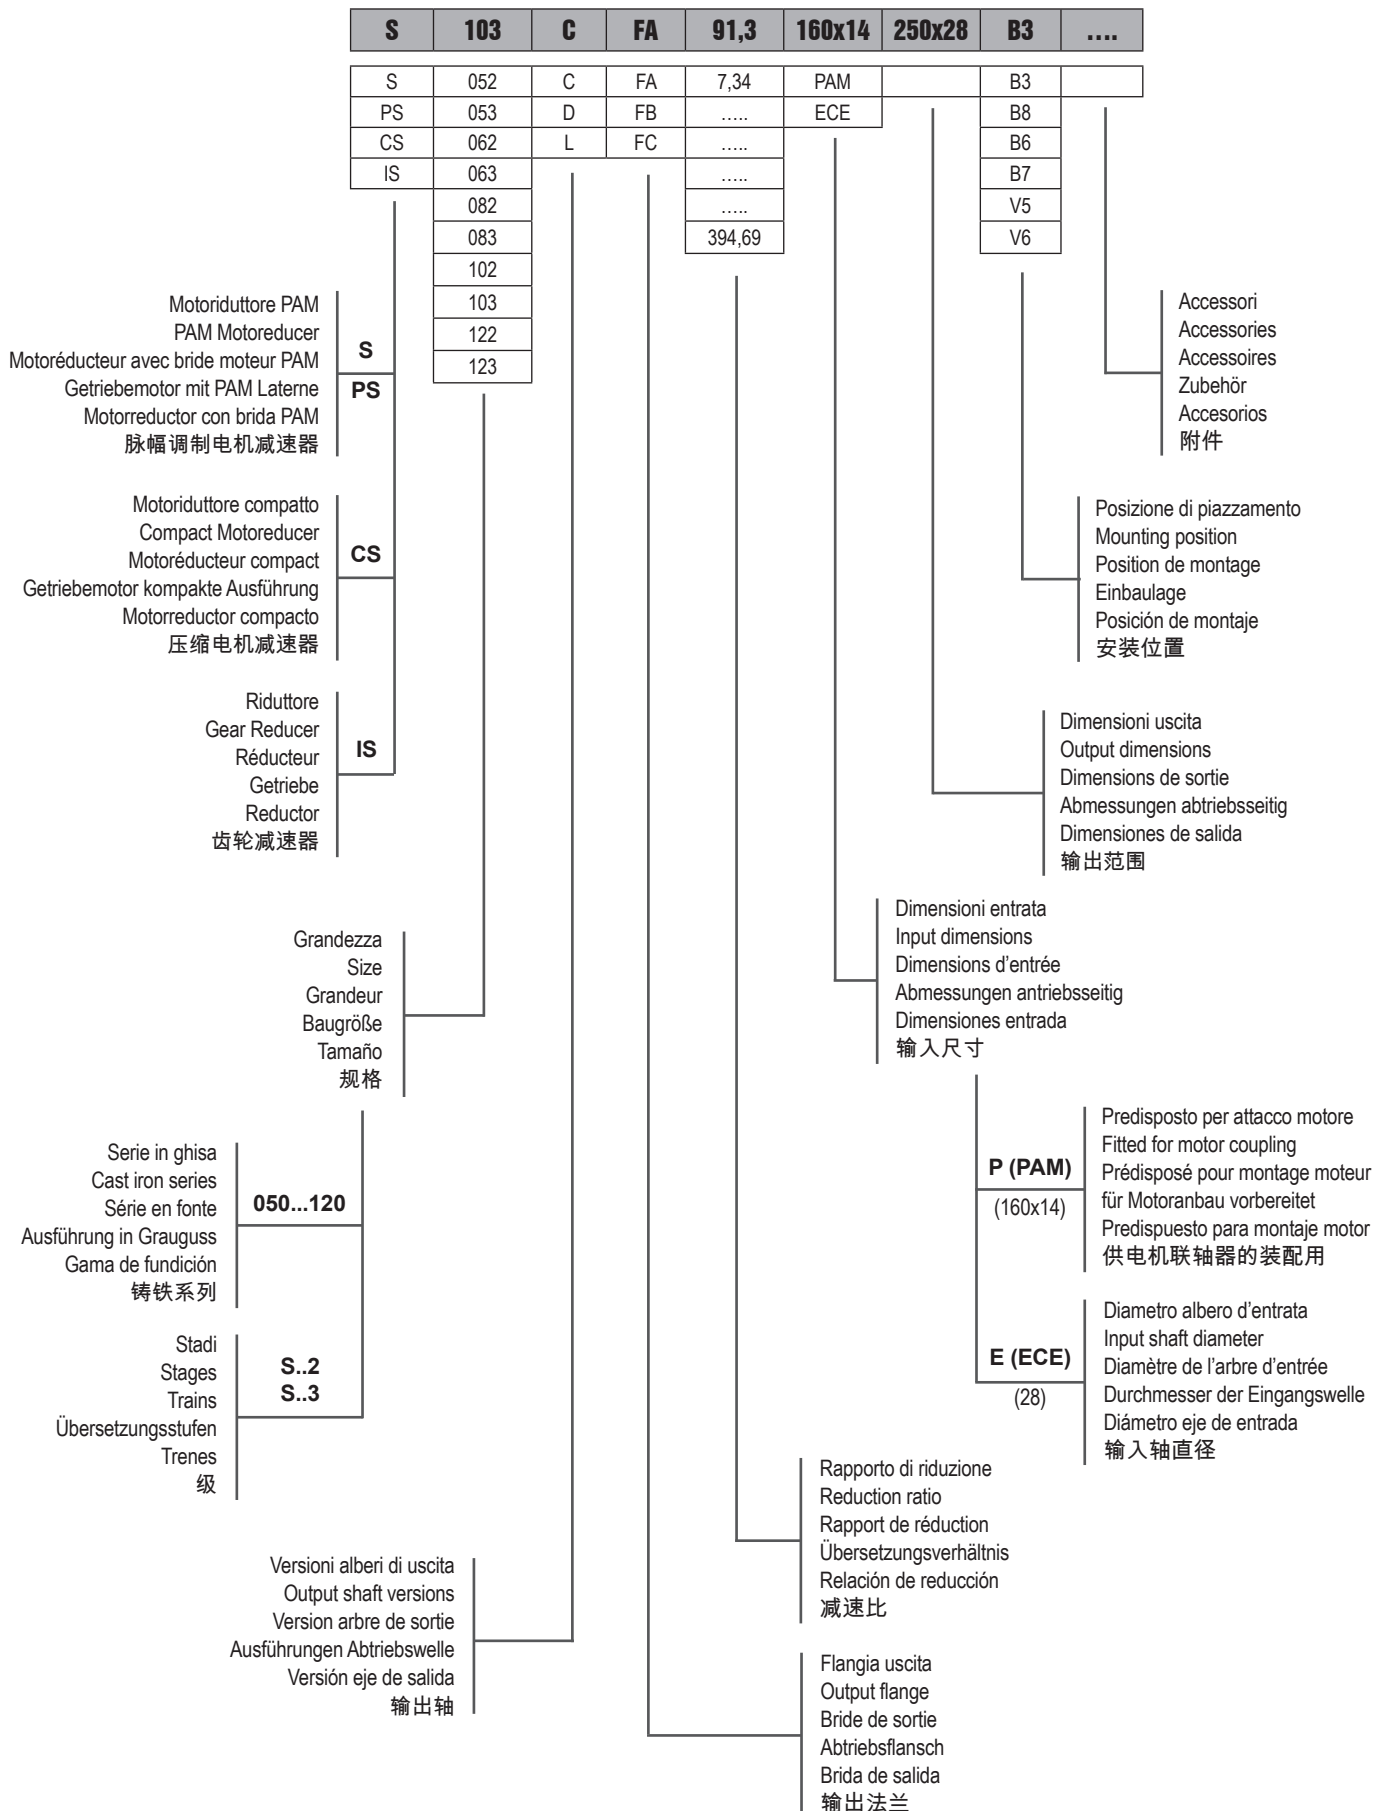 S 103 C FA 91,3 160x14 250x28 B3 ....
S 052 C FA 7,34 PAM B3
PS 053 D FB ..... ECE B8
CS 062 L FC ..... B6
IS 063 ..... B7
082 ..... V5
083 394,69 V6
102
103
122
123
Motoriduttore PAM
PAM Motoreducer
Motoréducteur avec bride moteur PAM
Getriebemotor mit PAM Laterne
Motorreductor con brida PAM
脉幅调制电机减速器
S
PS
Accessori
Accessories
Accessoires
Zubehör
Accesorios
附件
Motoriduttore compatto
Compact Motoreducer
Motoréducteur compact
Getriebemotor kompakte Ausführung
Motorreductor compacto
压缩电机减速器
CS
Posizione di piazzamento
Mounting position
Position de montage
Einbaulage
Posición de montaje
安装位置
Riduttore
Gear Reducer
Réducteur
Getriebe
Reductor
齿轮减速器
IS
Dimensioni uscita
Output dimensions
Dimensions de sortie
Abmessungen abtriebsseitig
Dimensiones de salida
输出范围
Grandezza
Size
Grandeur
Baugröße
Tamaño
规格
Dimensioni entrata
Input dimensions
Dimensions d'entrée
Abmessungen antriebsseitig
Dimensiones entrada
输入尺寸
Serie in ghisa
Cast iron series
Série en fonte
Ausführung in Grauguss
Gama de fundición
铸铁系列
050...120
P (PAM)
(160x14)
Predisposto per attacco motore
Fitted for motor coupling
Prédisposé pour montage moteur
für Motoranbau vorbereitet
Predispuesto para montaje motor
供电机联轴器的装配用
Stadi
Stages
Trains
Übersetzungsstufen
Trenes
级
S..2
S..3
E (ECE)
(28)
Diametro albero d'entrata
Input shaft diameter
Diamètre de l'arbre d'entrée
Durchmesser der Eingangswelle
Diámetro eje de entrada
输入轴直径
Rapporto di riduzione
Reduction ratio
Rapport de réduction
Übersetzungsverhältnis
Relación de reducción
减速比
Versioni alberi di uscita
Output shaft versions
Version arbre de sortie
Ausführungen Abtriebswelle
Versión eje de salida
输出轴
Flangia uscita
Output flange
Bride de sortie
Abtriebsflansch
Brida de salida
输出法兰